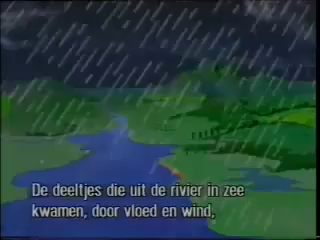 De deeltjes die uit de rivier in zee
kwamen, door vloed en wind,